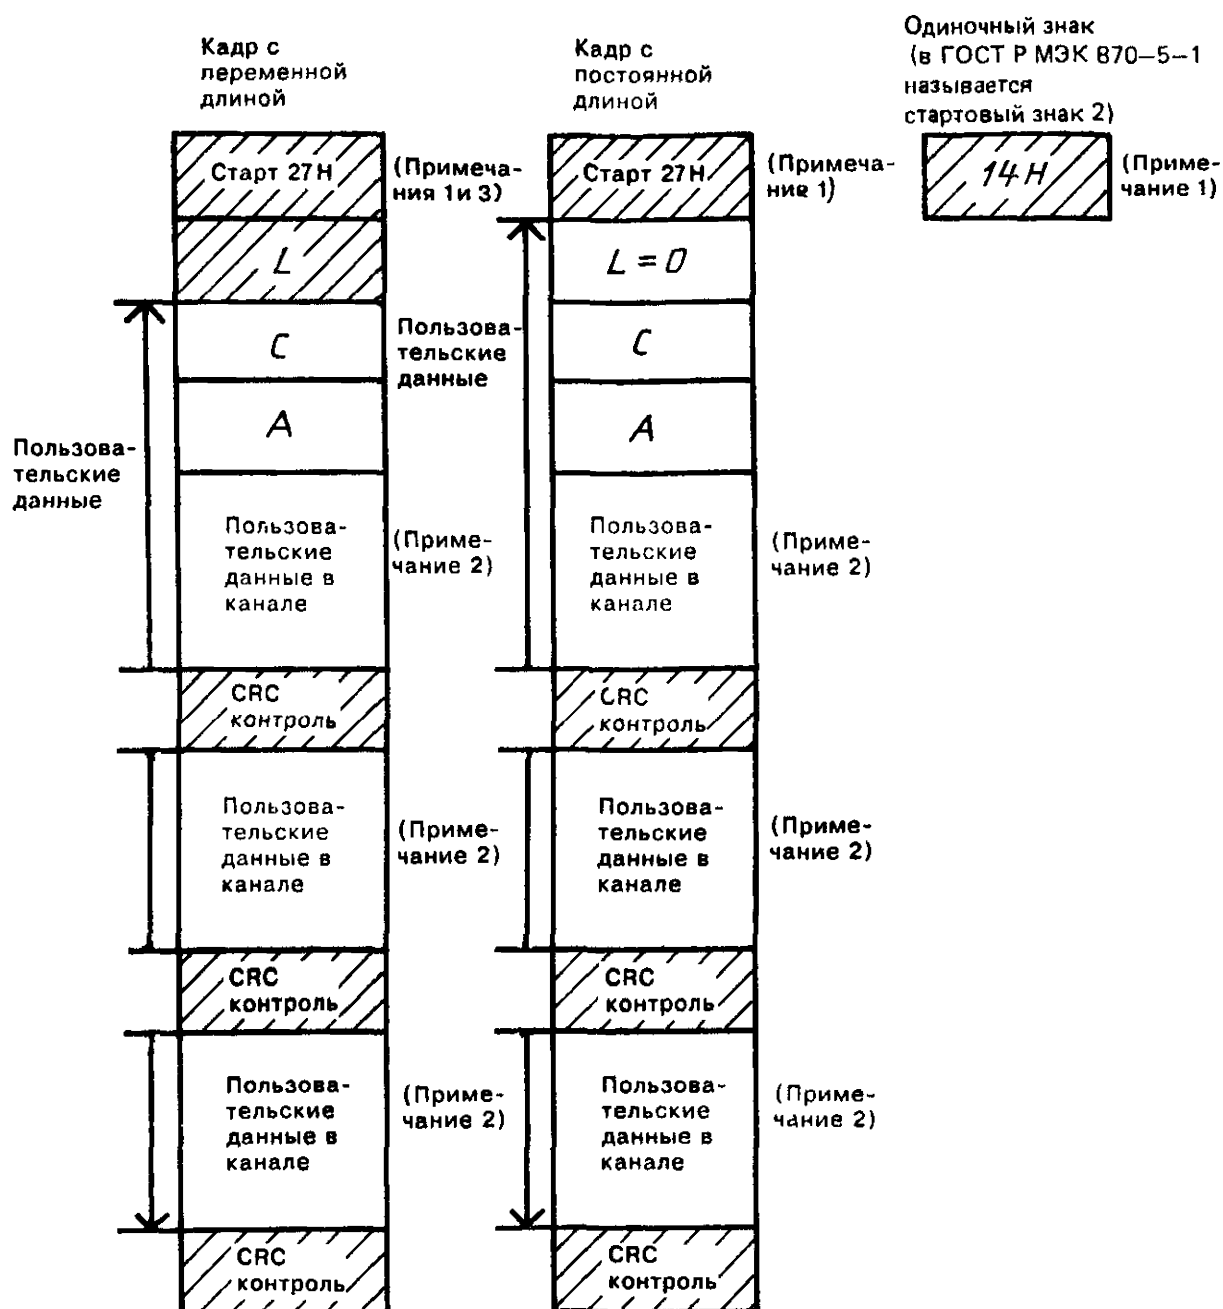 Кадр с
переменной
длиной
Кадр с
постоянной
длиной
Одиночный знак
(в ГОСТ Р МЭК 870–5–1
называется
стартовый знак 2)
Старт 27Н
(Примеча-
ния 1и 3)
Старт 27Н
(Примеча-
ние 1)
14Н
(Приме-
чание 1)
L
L = 0
C
Пользова-
тельские
данные
C
A
A
Пользова-
тельские
данные
Пользова-
тельские
данные в
канале
(Приме-
чание 2)
Пользова-
тельские
данные в
канале
(Приме-
чание 2)
CRC
контроль
CRC
контроль
Пользова-
тельские
данные в
канале
(Приме-
чание 2)
Пользова-
тельские
данные в
канале
(Приме-
чание 2)
CRC
контроль
CRC
контроль
Пользова-
тельские
данные в
канале
(Приме-
чание 2)
Пользова-
тельские
данные в
канале
(Приме-
чание 2)
CRC
контроль
CRC
контроль